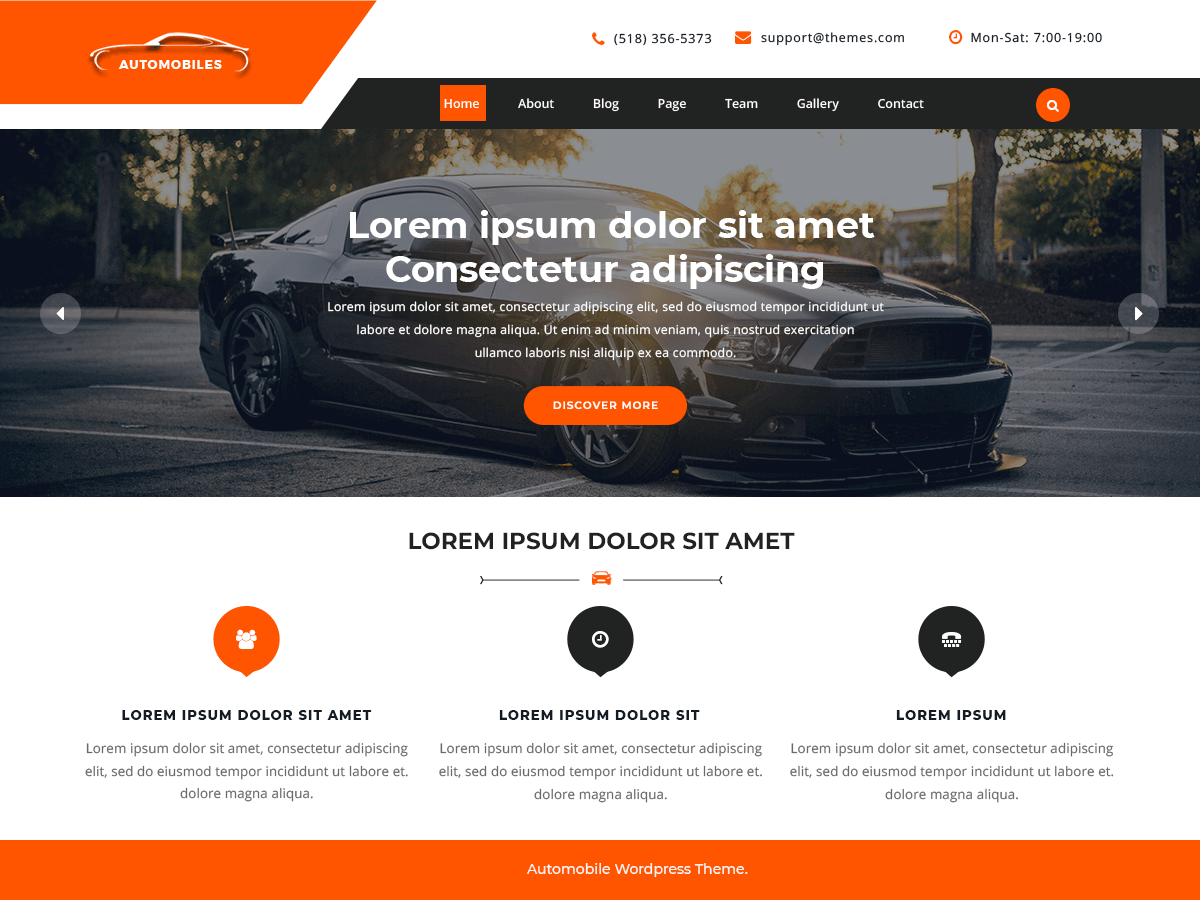 AUTOMOBILES
(518) 356-5373
support@themes.com
Mon-Sat: 7:00-19:00
Home About Blog Page Team Gallery Contact
Lorem ipsum dolor sit amet
Consectetur adipiscing
Lorem ipsum dolor sit amet, consectetur adipiscing elit, sed do eiusmod tempor incididunt ut
labore et dolore magna aliqua. Ut enim ad minim veniam, quis nostrud exercitation
ullamco laboris nisi aliquip ex ea commodo.
DISCOVER MORE
LOREM IPSUM DOLOR SIT AMET
LOREM IPSUM DOLOR SIT AMET
Lorem ipsum dolor sit amet, consectetur adipiscing
elit, sed do eiusmod tempor incididunt ut labore et.
dolore magna aliqua.
LOREM IPSUM DOLOR SIT
Lorem ipsum dolor sit amet, consectetur adipiscing
elit, sed do eiusmod tempor incididunt ut labore et.
dolore magna aliqua.
LOREM IPSUM
Lorem ipsum dolor sit amet, consectetur adipiscing
elit, sed do eiusmod tempor incididunt ut labore et.
dolore magna aliqua.
Automobile Wordpress Theme.